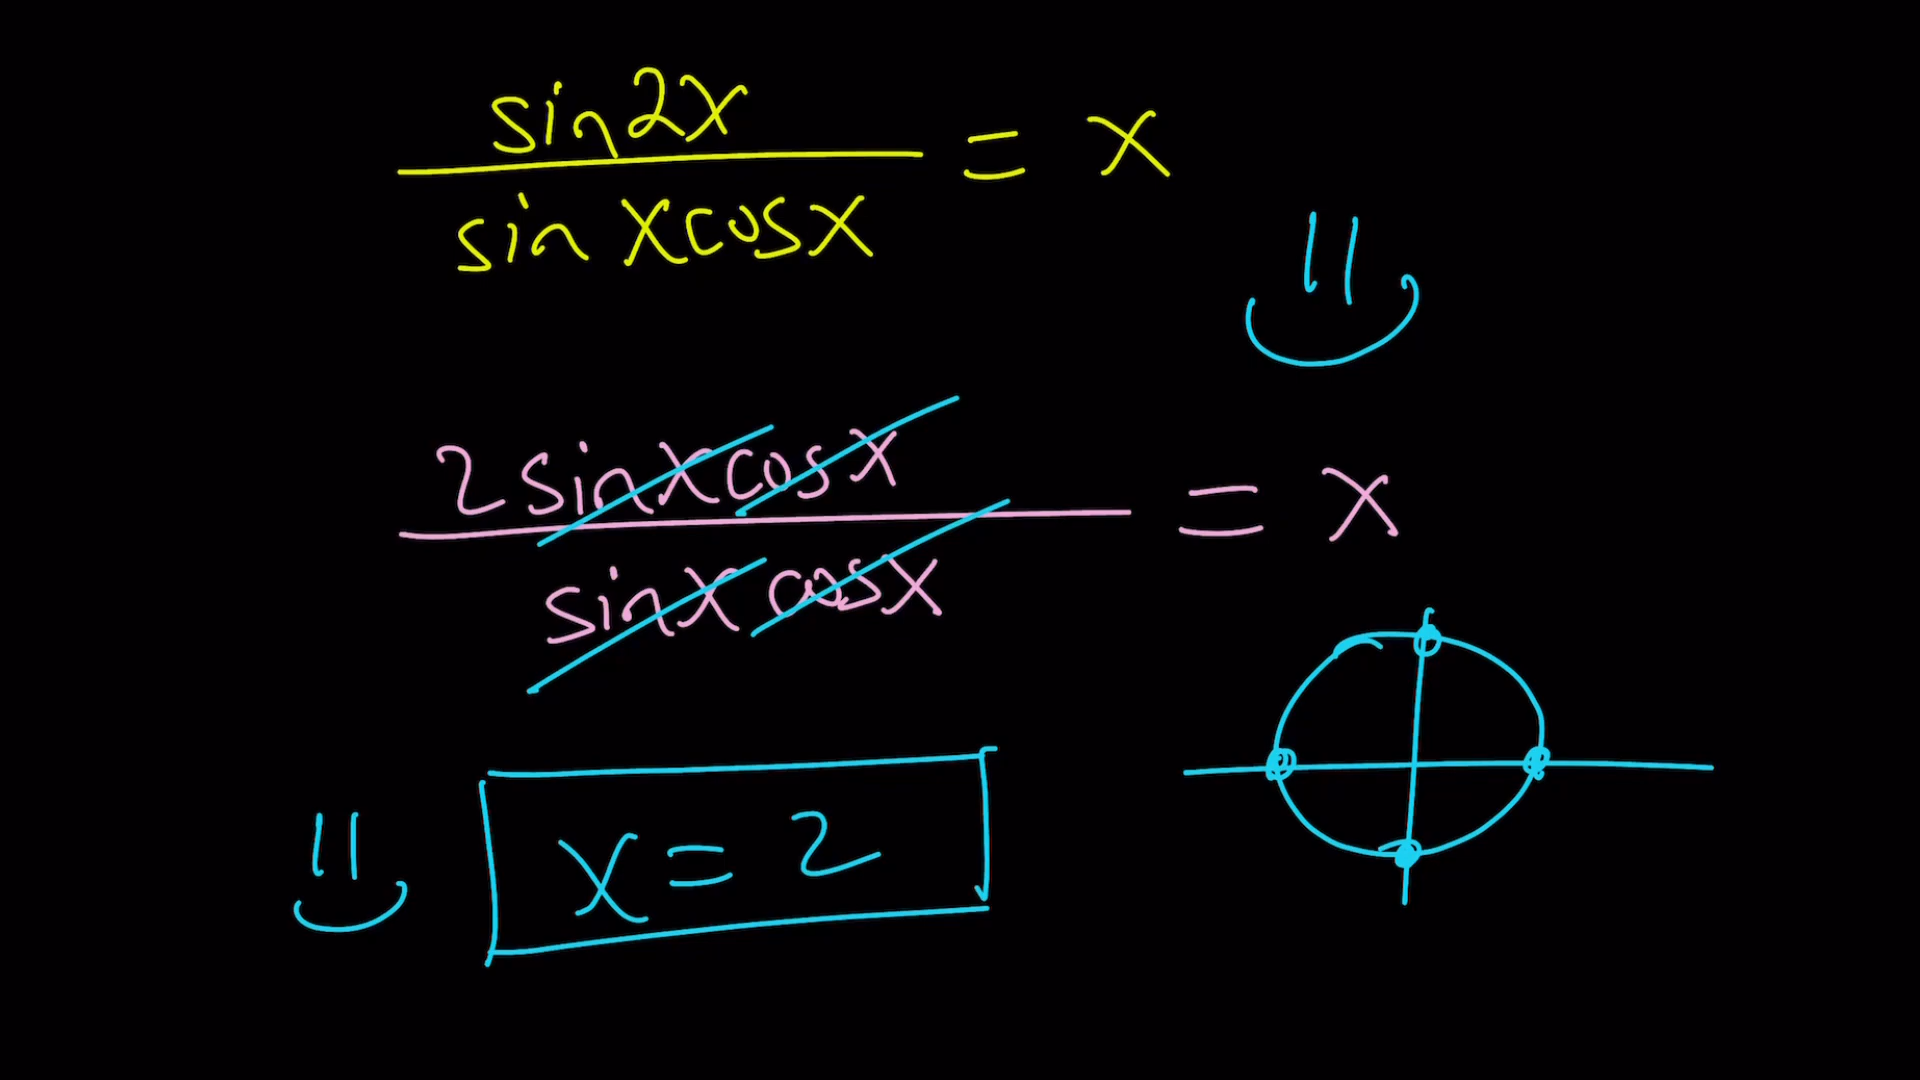 sin2x
sin x cos x
= x
2 sin x cos x
sin x cos x
= x
x = 2